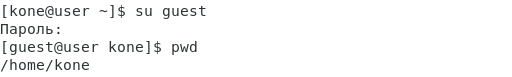 [kone@user ~]$ su guest
Пароль:
[guest@user kone]$ pwd
/home/kone